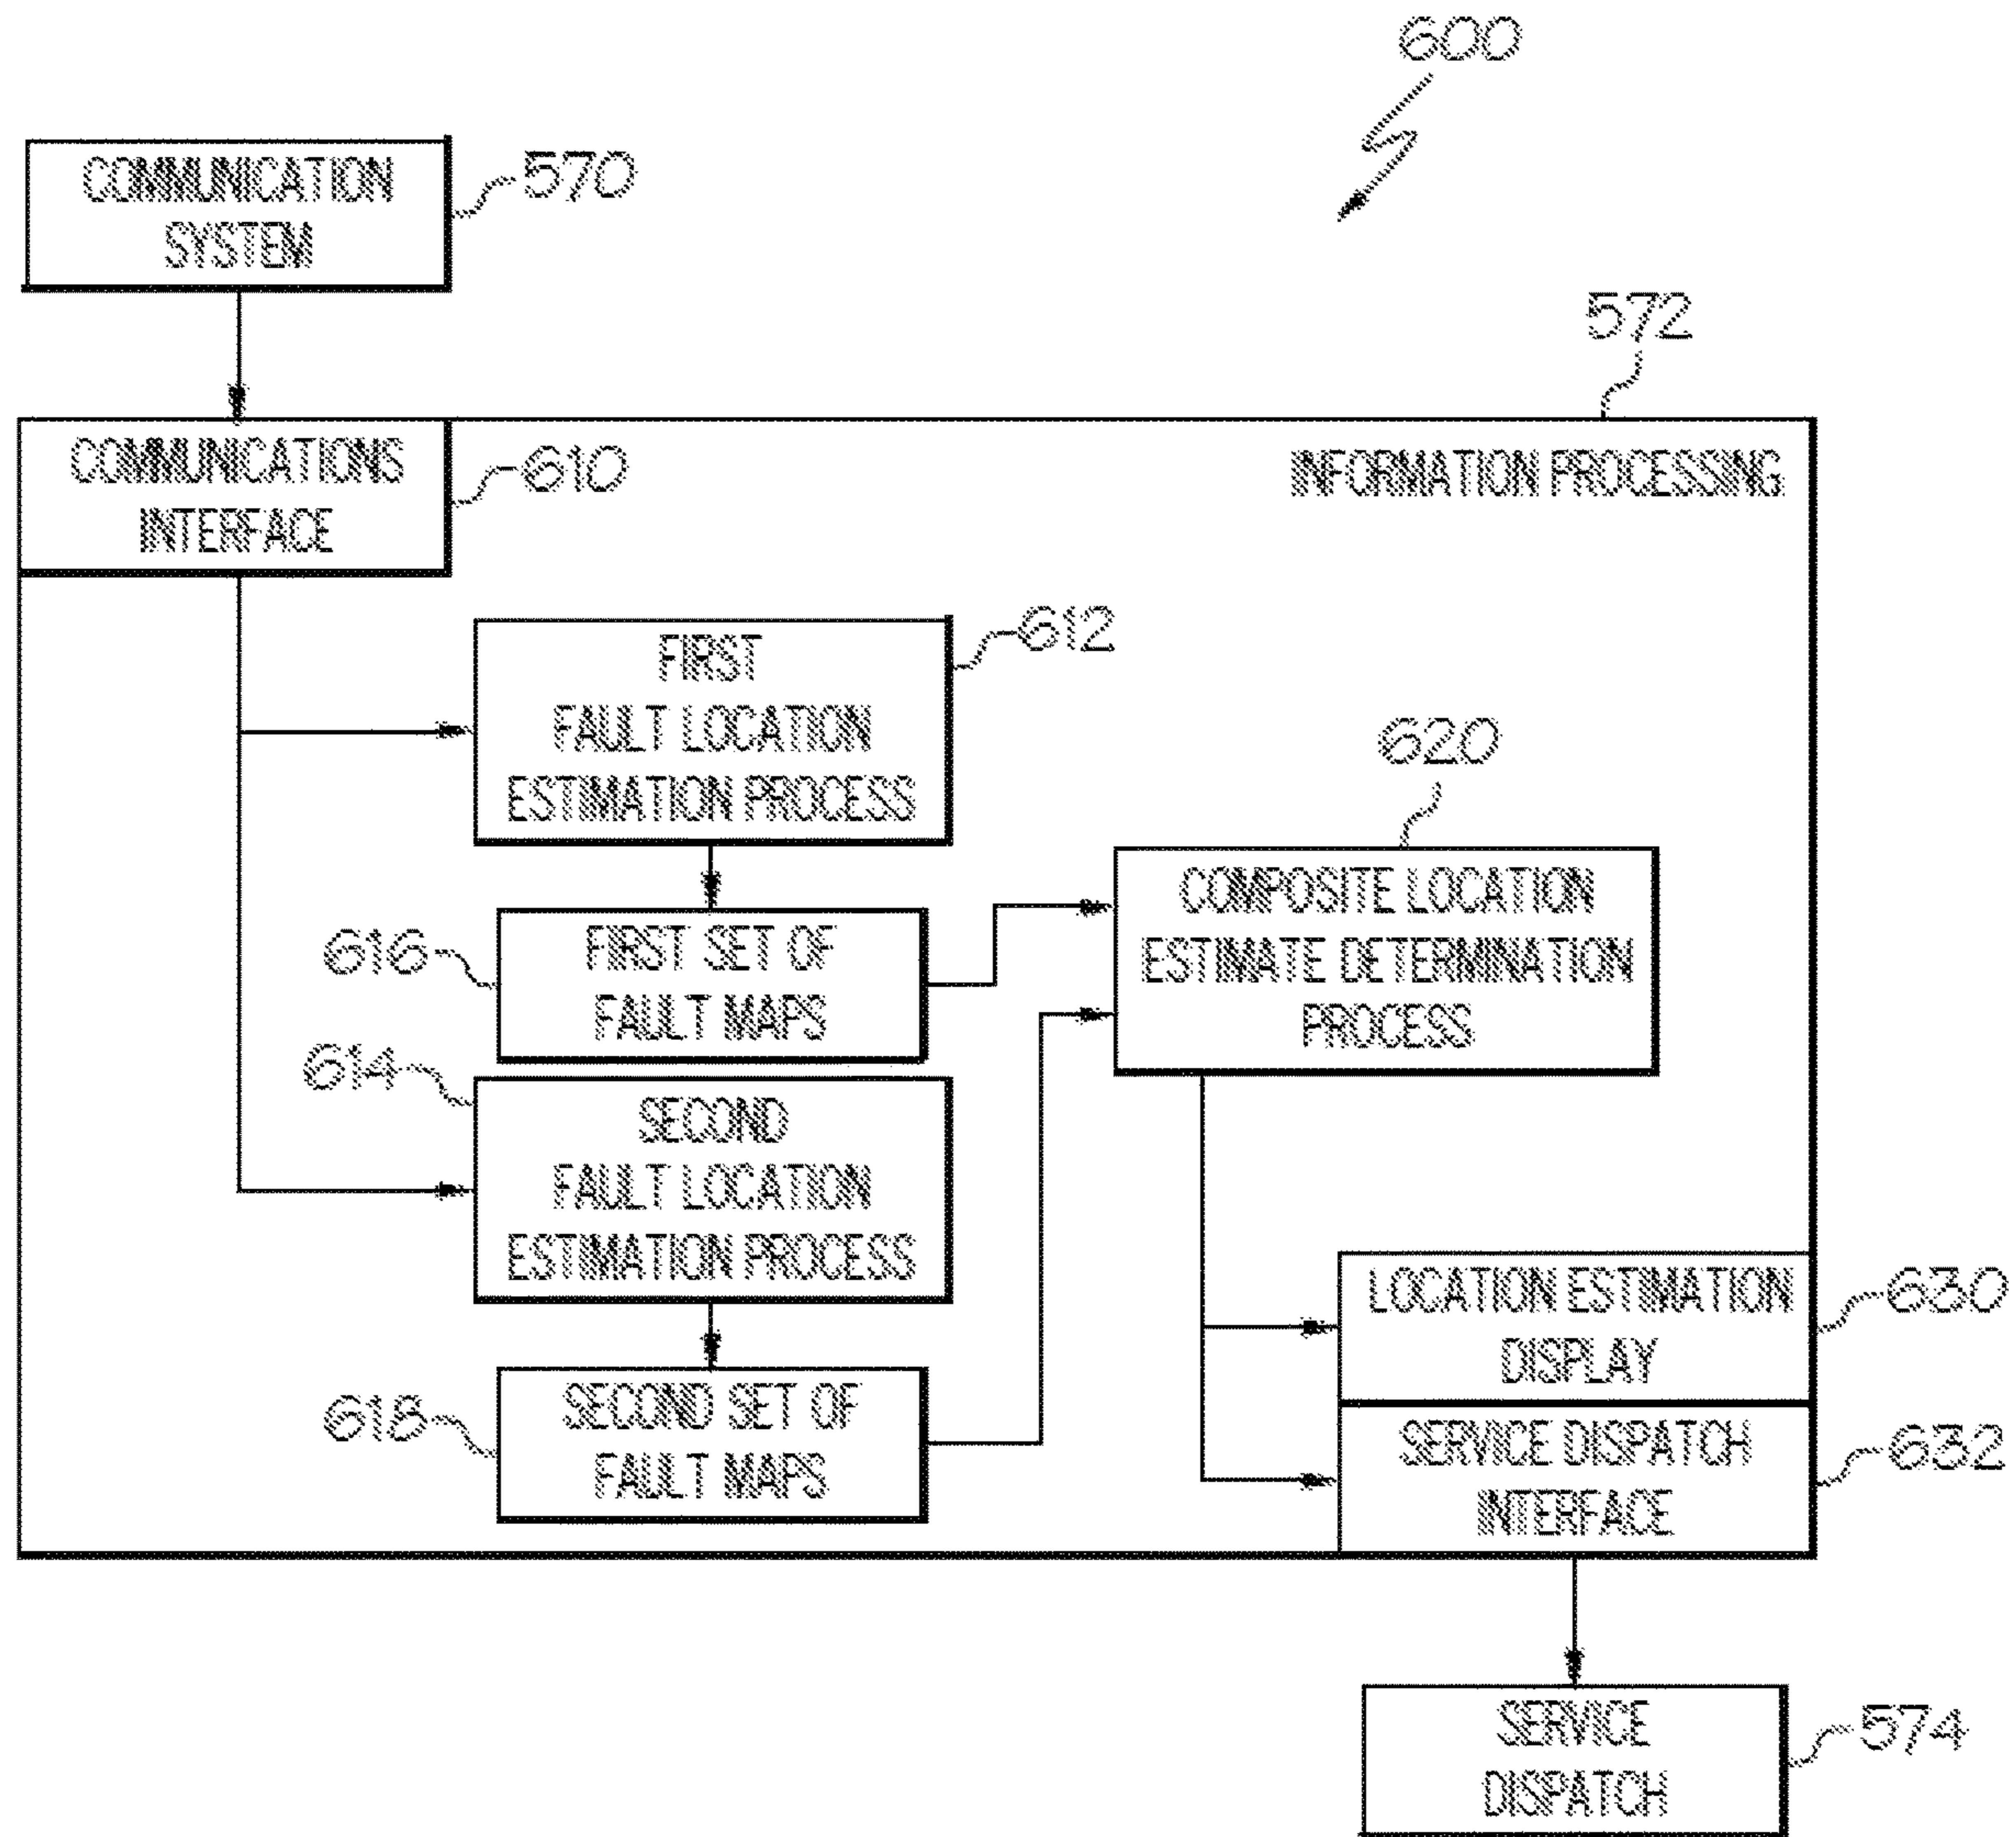 600
COMMUNICATION
SYSTEM
570
572
COMMUNICATIONS
INTERFACE
610
INFORMATION PROCESSING
FIRST
FAULT LOCATION
ESTIMATION PROCESS
612
620
616
FIRST SET OF
FAULT MAPS
COMPOSITE LOCATION
ESTIMATE DETERMINATION
PROCESS
614
SECOND
FAULT LOCATION
ESTIMATION PROCESS
LOCATION ESTIMATION
DISPLAY
630
618
SECOND SET OF
FAULT MAPS
SERVICE DISPATCH
INTERFACE
632
SERVICE
DISPATCH
574